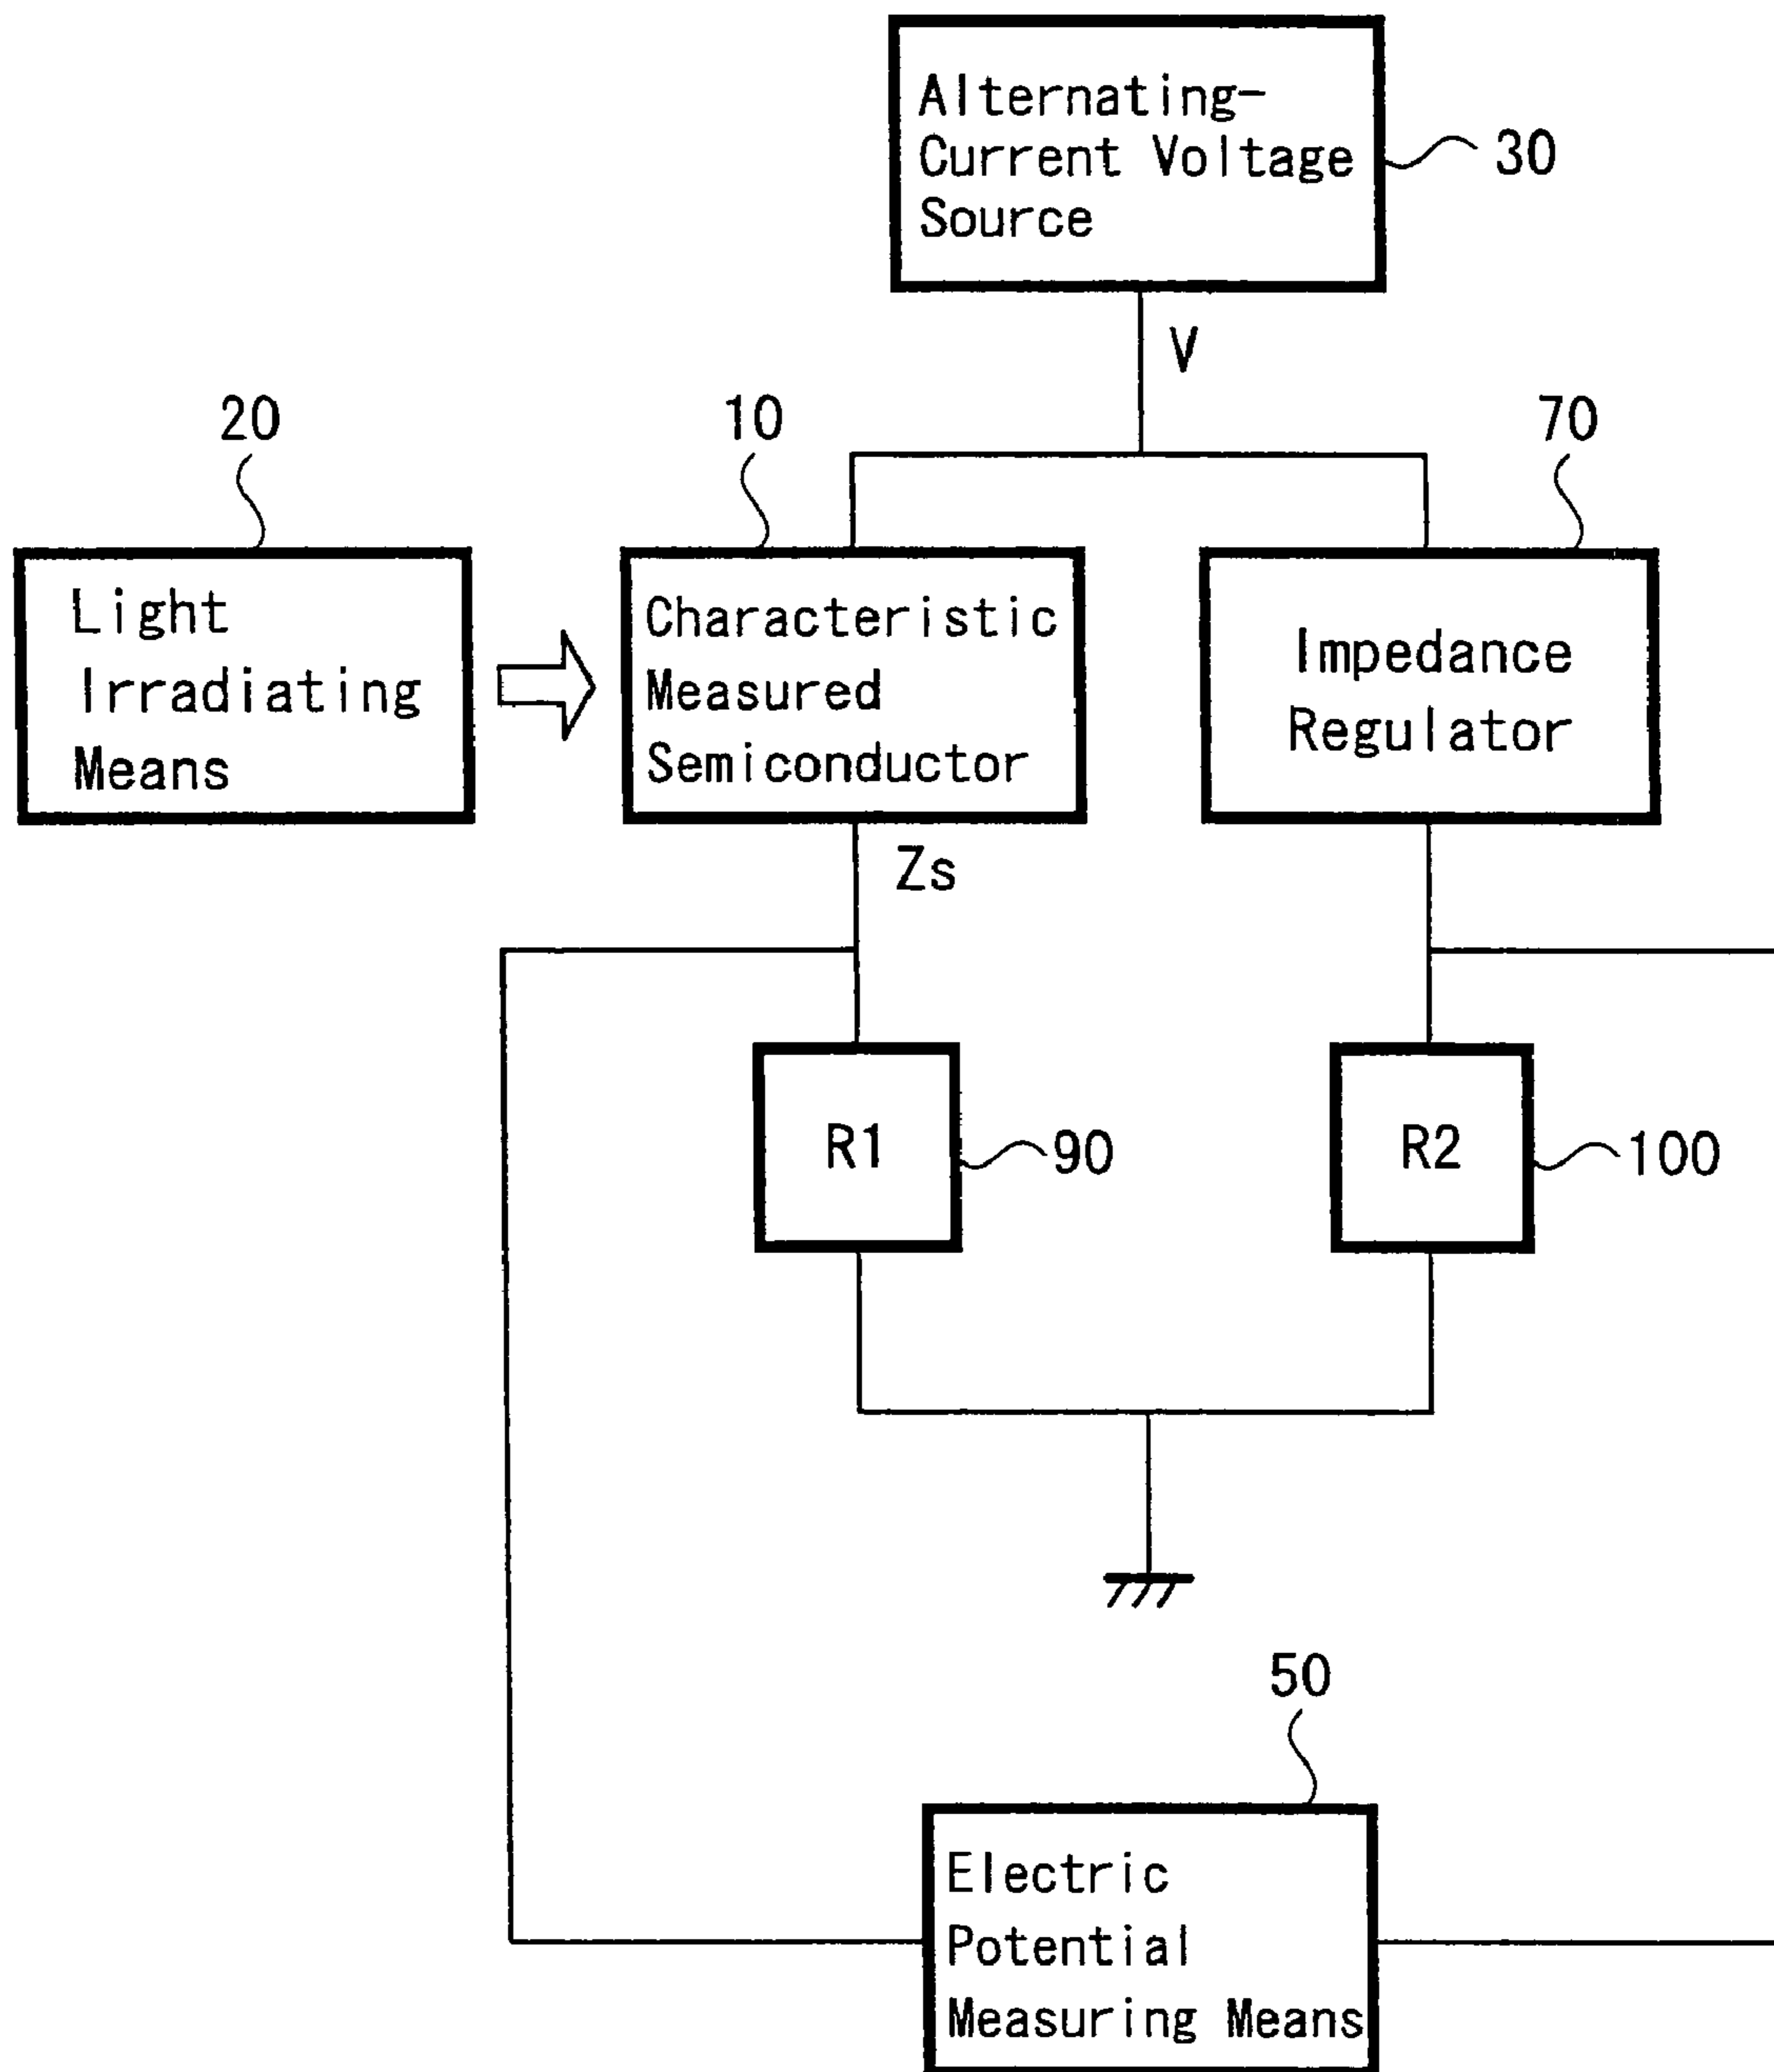 Alternating-
Current Voltage
Source
30
V
20
10
70
Light
Irradiating
Means
Characteristic
Measured
Semiconductor
Impedance
Regulator
Zs
R1
90
R2
100
50
Electric
Potential
Measuring Means